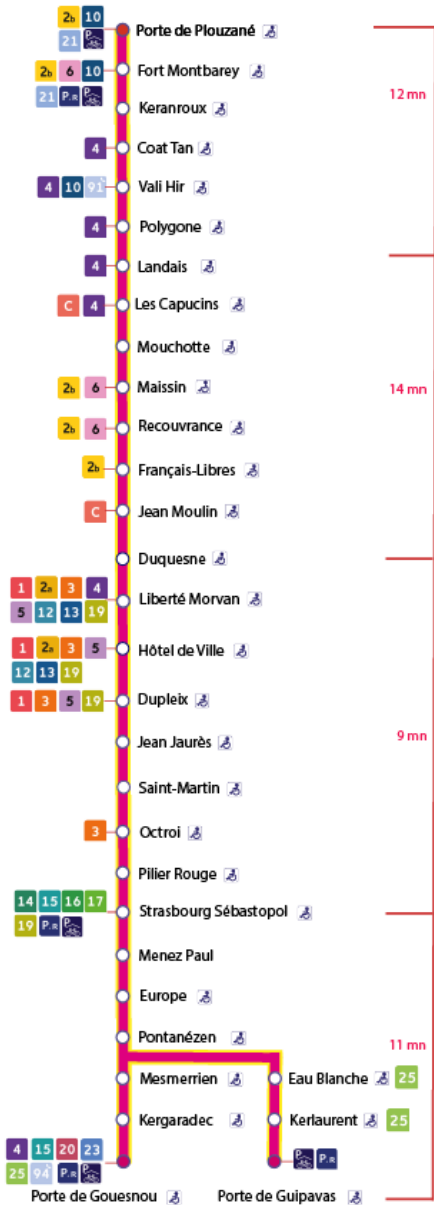 2b 10
21 P
Porte de Plouzané
2b 6 10
21 P.R P
Fort Montbarey
12 mn
Keranroux
4 Coat Tan
4 10 91 Vali Hir
4 Polygone
4 Landais
C 4 Les Capucins
Mouchotte
2b 6 Maissin
14 mn
2b 6 Recouvrance
2b Français-Libres
C Jean Moulin
Duquesne
1 2a 3 4
5 12 13 19
Liberté Morvan
1 2a 3 5
12 13 19
Hôtel de Ville
1 3 5 19 Dupleix
9 mn
Jean Jaurès
Saint-Martin
3 Octroi
Pilier Rouge
14 15 16 17
19 P.R P
Strasbourg Sébastopol
Menez Paul
Europe
Pontanézen
11 mn
Mesmerrien
Eau Blanche 25
Kergaradec
Kerlaurent 25
4 15 20 23
25 94 P.R P
P P.R
Porte de Gouesnou
Porte de Guipavas